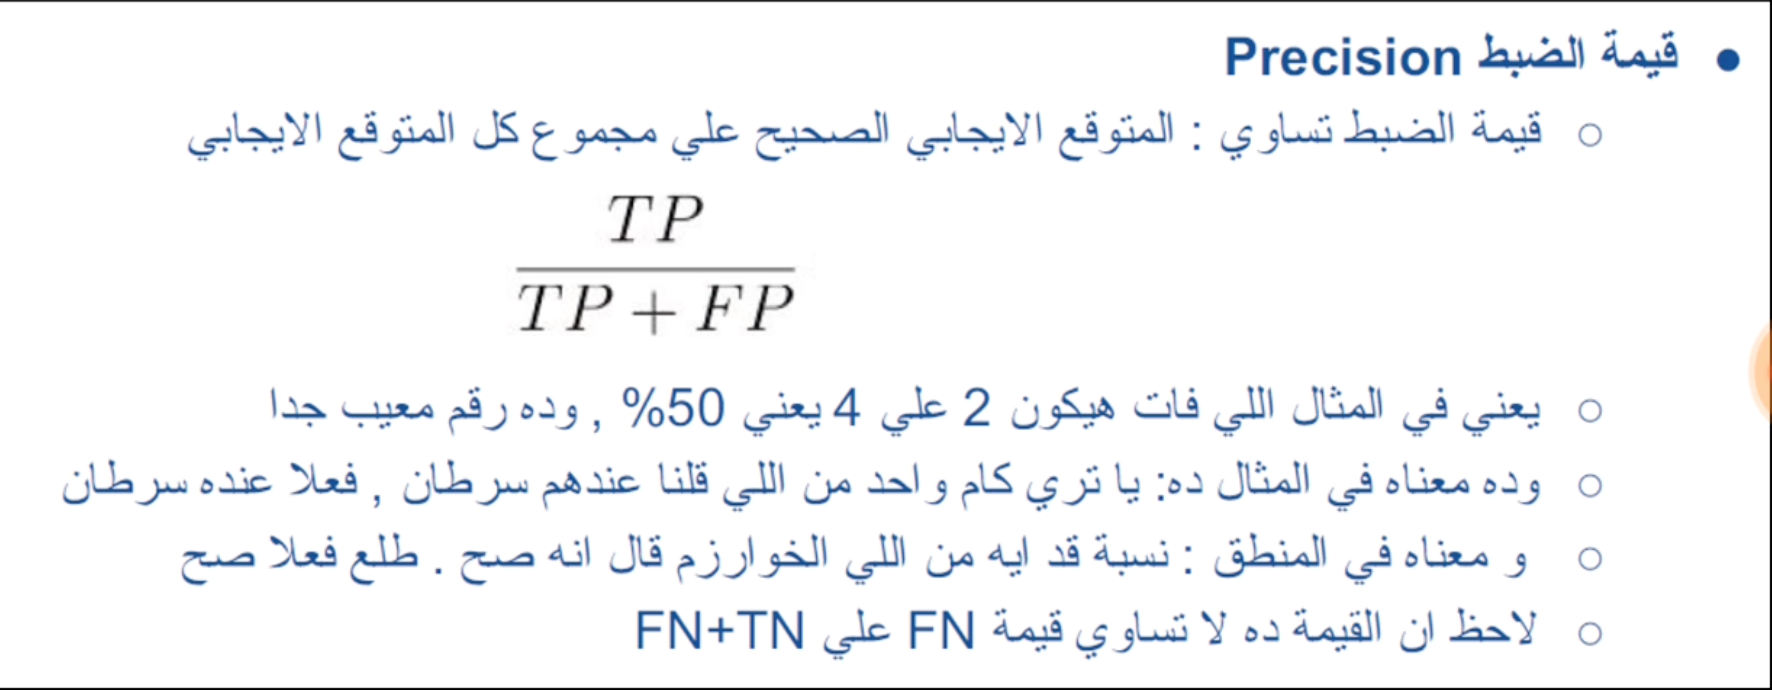 ● قيمة الضبط Precision
○ قيمة الضبط تساوي : المتوقع الايجابي الصحيح علي مجموع كل المتوقع الايجابي
TP
TP + FP
○ يعني في المثال اللي فات هيكون 2 علي 4 يعني 50% , وده رقم معيب جدا
○ وده معناه في المثال ده: يا تري كام واحد من اللي قلنا عندهم سرطان , فعلا عنده سرطان
○ و معناه في المنطق : نسبة قد ايه من اللي الخوارزم قال انه صح . طلع فعلا صح
○ لاحظ ان القيمة ده لا تساوي قيمة FN علي FN+TN